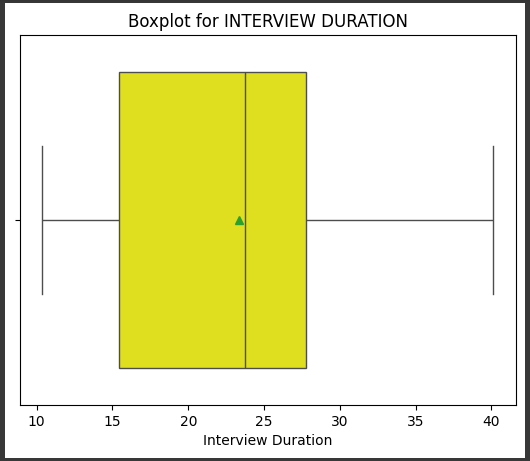 Boxplot for INTERVIEW DURATION
10 15 20 25 30 35 40
Interview Duration